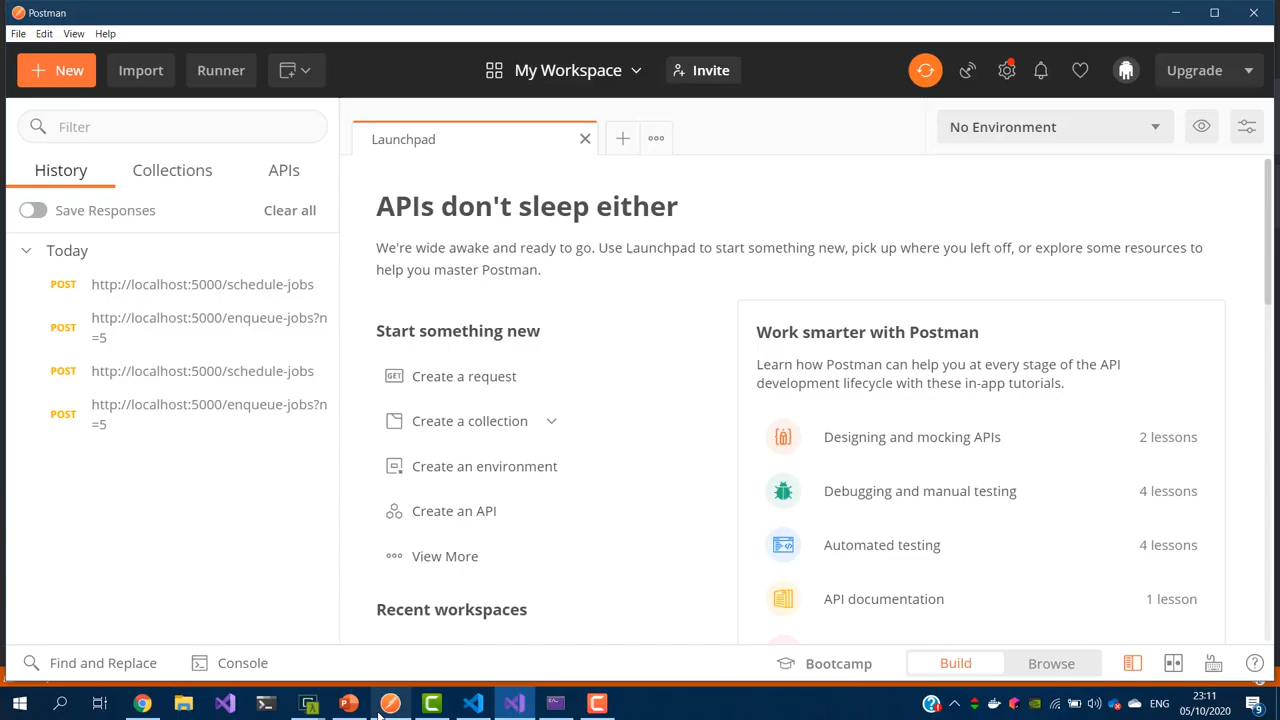 Postman
File Edit View Help
New Import Runner My Workspace Invite Upgrade
Filter
Launchpad
No Environment
History Collections APIs
Save Responses Clear all
Today
POST http://localhost:5000/schedule-jobs
POST http://localhost:5000/enqueue-jobs?n
=5
POST http://localhost:5000/schedule-jobs
POST http://localhost:5000/enqueue-jobs?n
=5
APIs don't sleep either
We're wide awake and ready to go. Use Launchpad to start something new, pick up where you left off, or explore some resources to
help you master Postman.
Start something new
GET Create a request
Create a collection
Create an environment
Create an API
View More
Recent workspaces
Work smarter with Postman
Learn how Postman can help you at every stage of the API
development lifecycle with these in-app tutorials.
Designing and mocking APIs 2 lessons
Debugging and manual testing 4 lessons
Automated testing 4 lessons
API documentation 1 lesson
Find and Replace Console Bootcamp Build Browse
ENG
23:11
05/10/2020
9